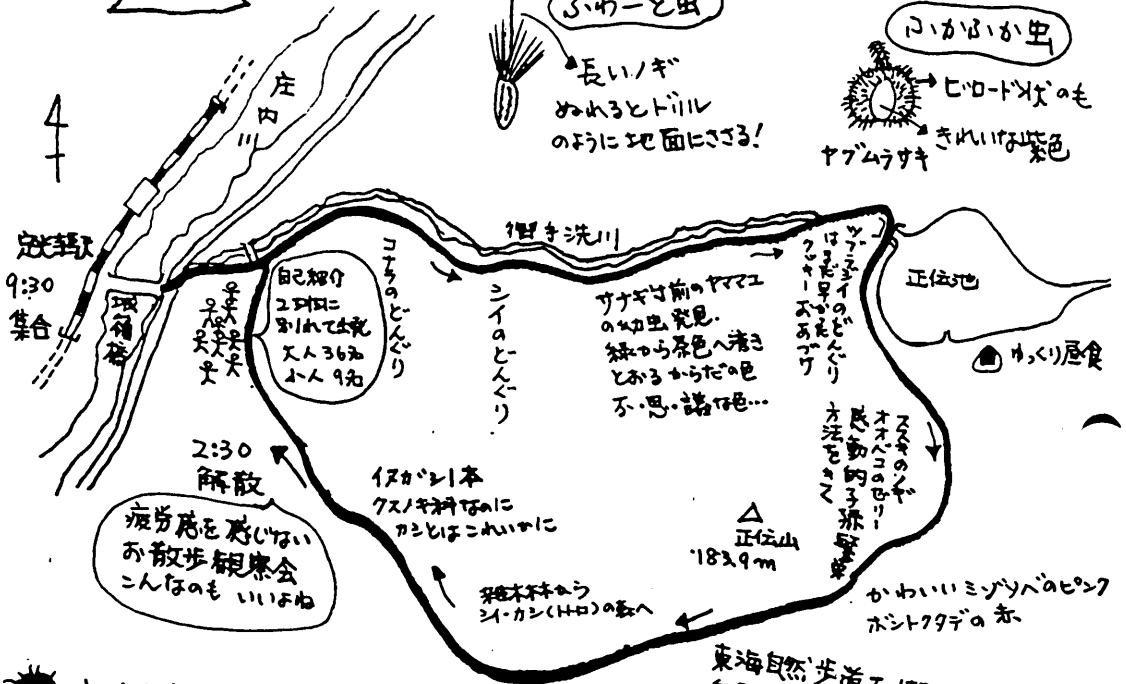 ふわーと虫
長いノギ
ぬれるとドリル
のように地面にささる!
ふかふか虫
ビロード状のも
きれいな紫色
ヤブムラサキ
庄内川
定光寺駅
9:30
集合
城嶺橋
自己紹介
2班に
別れて出発
大人36名
小人9名
コナラのどんぐり
シイのどんぐり
御手洗川
サナギ寸前のヤママユ
の幼虫発見.
緑から茶色へ
とおるからだの色
不・思・議な色…
ツブラジイのどんぐり
はまだ早かた
クッキーおあづけ
正伝池
ゆっくり昼食
ススキのノギ
オオバコのゼリー
感動的子孫繁栄
方法をきて
2:30
解散
疲労感を感じない
お散歩観察会
こんなのも いいよね
イヌガシ1本
クスノキ科なのに
カシとはこれいかに
正伝山
183.9m
雑木林から
シイ・カシ(トトロ)の森へ
かわいいミゾソバのピンク
ボントクタデの赤
東海自然歩道